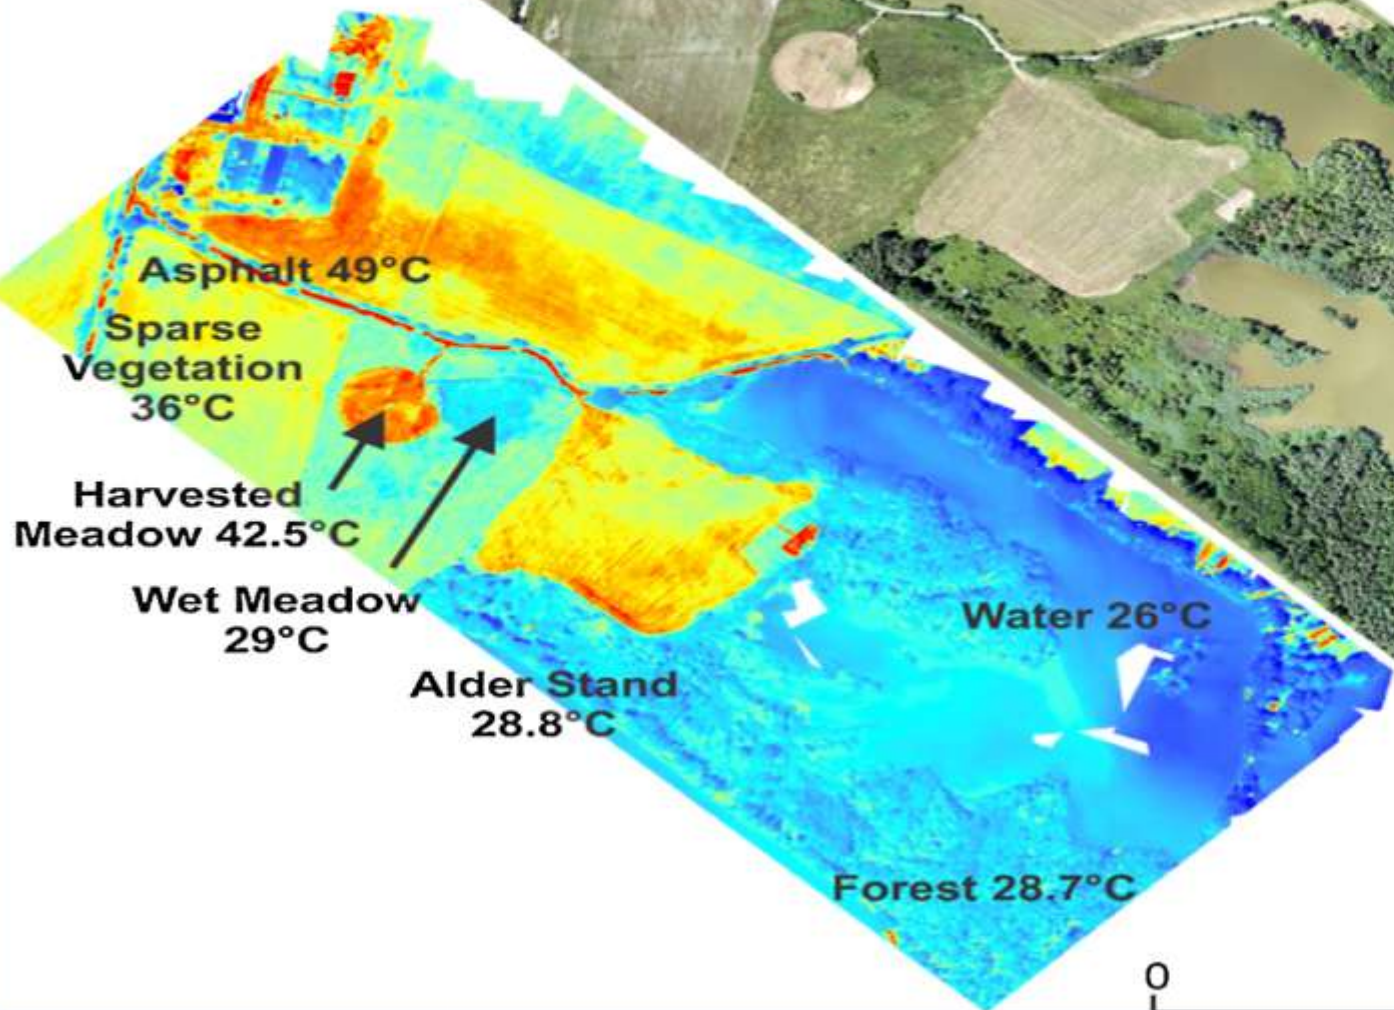 Asphalt 49°C
Sparse
Vegetation
36°C
Harvested
Meadow 42.5°C
Wet Meadow
29°C
Alder Stand
28.8°C
Water 26°C
Forest 28.7°C
0